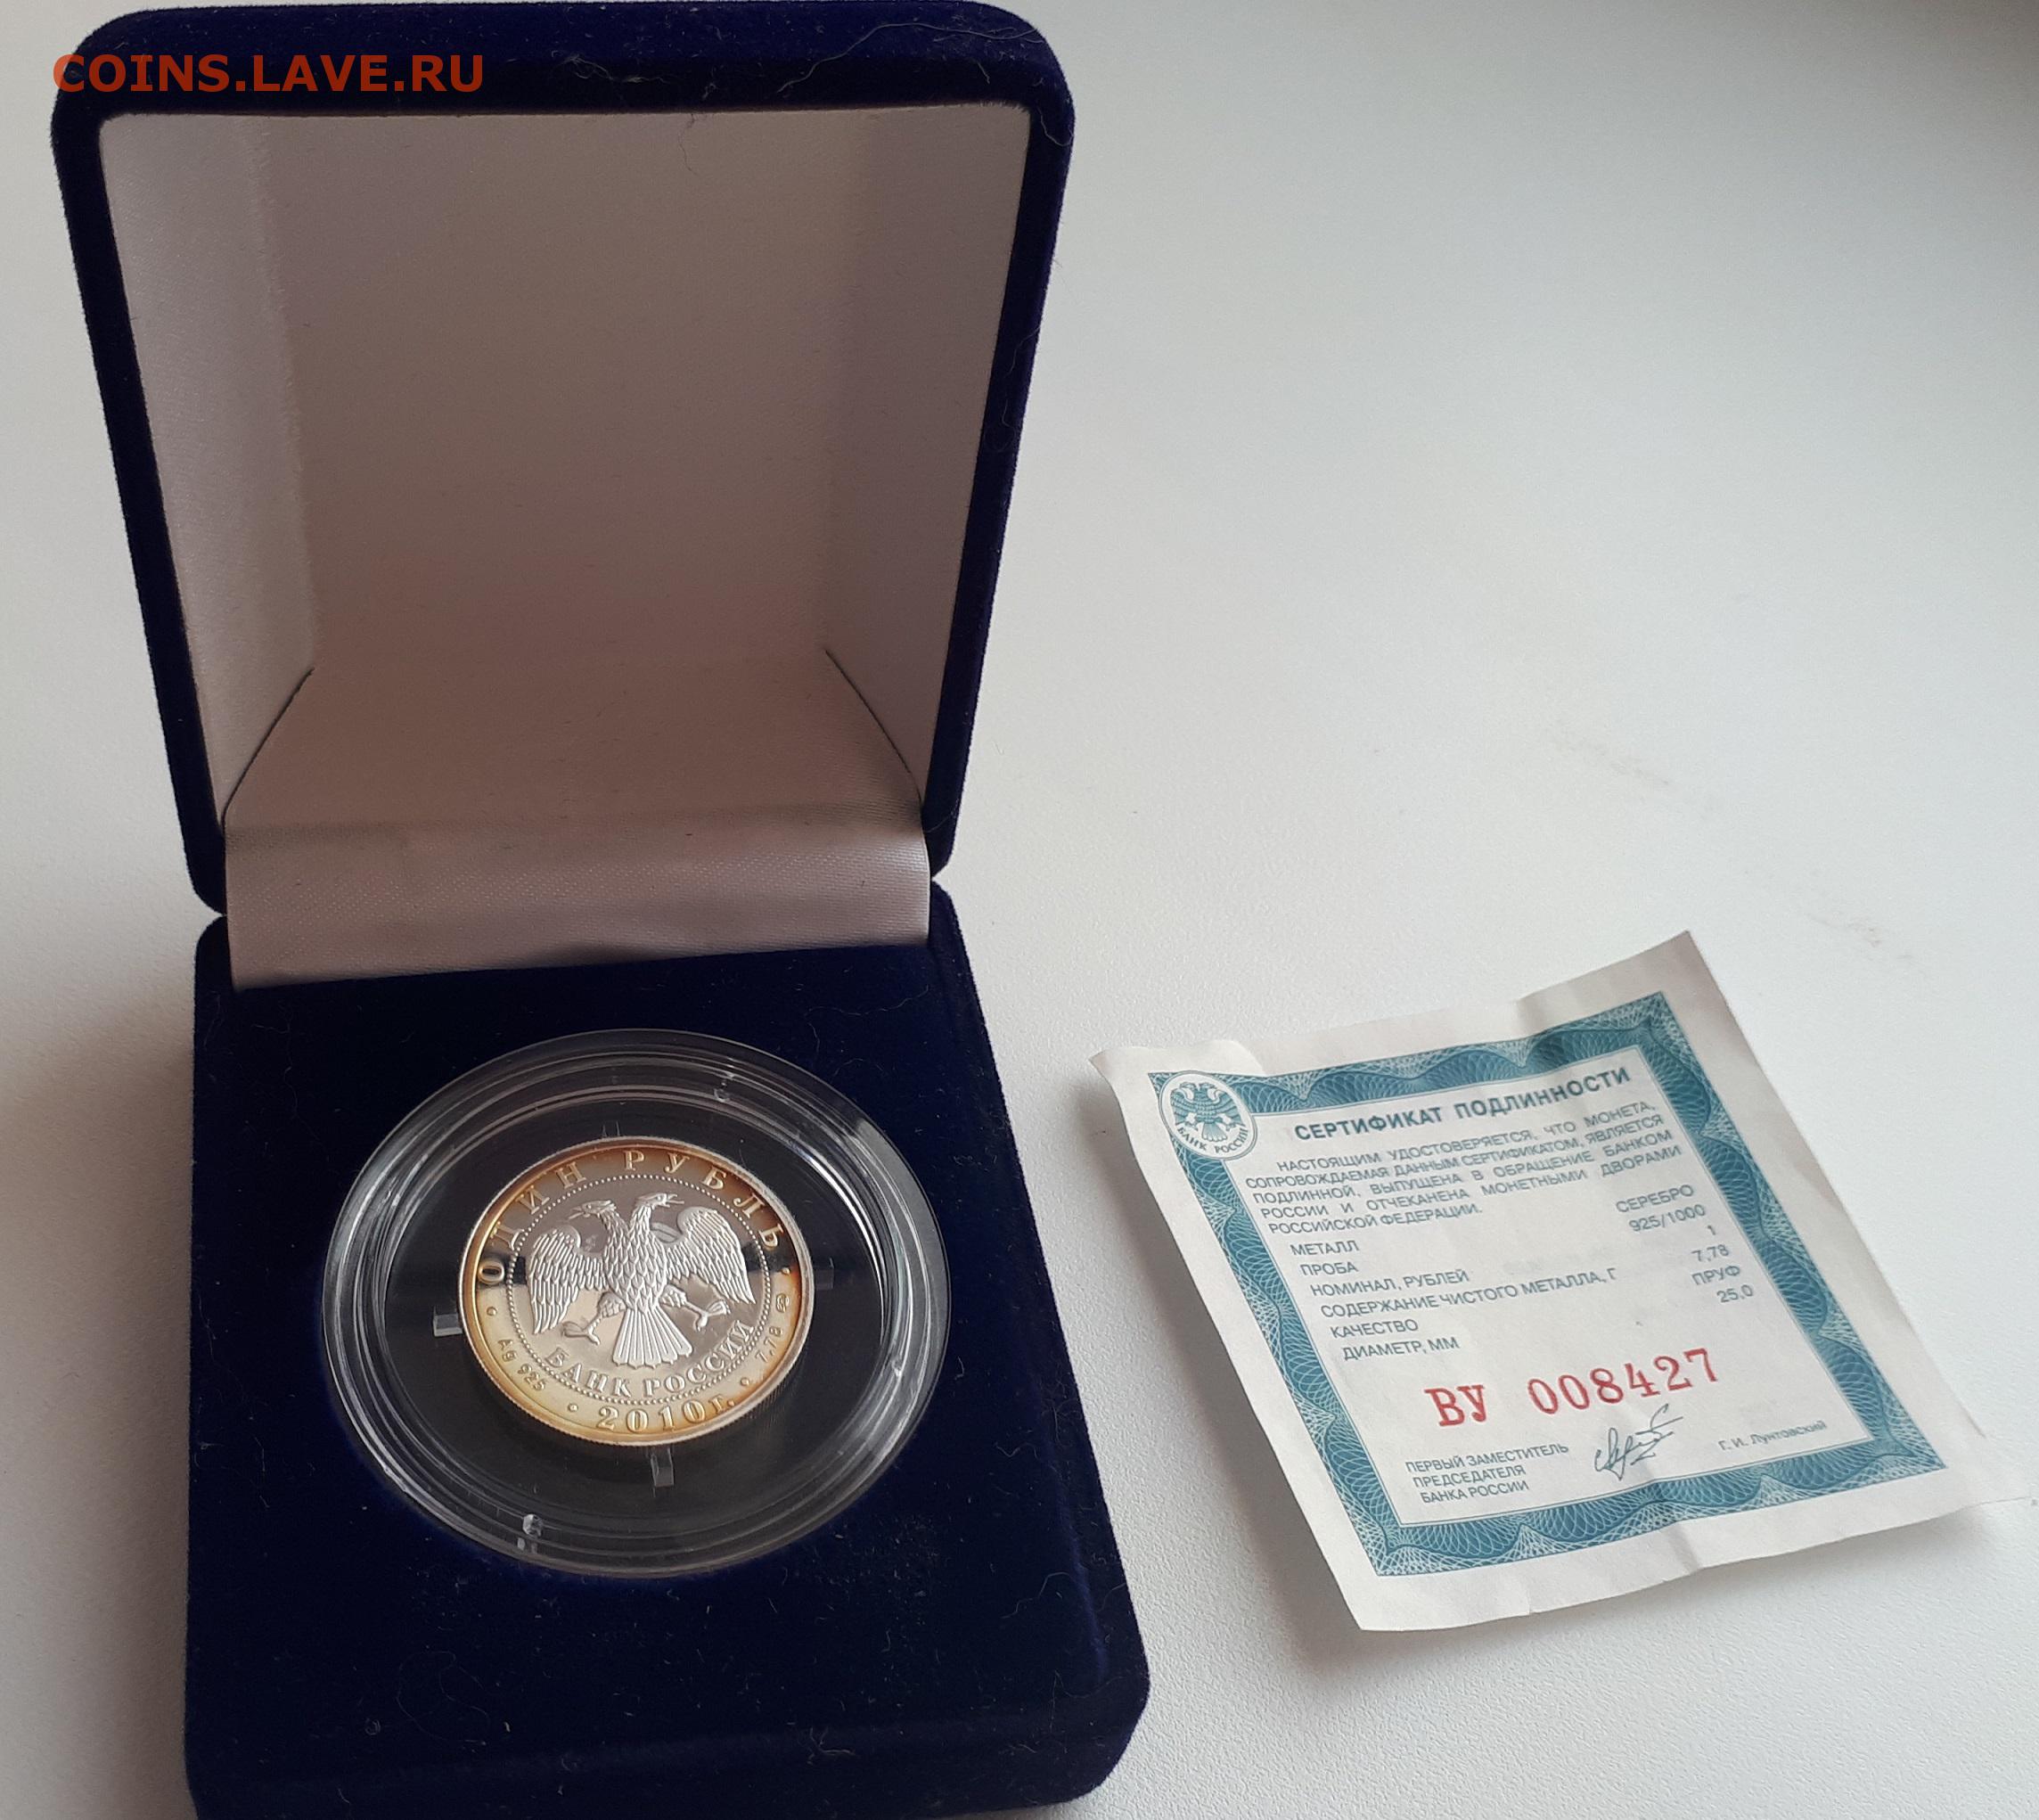 COINS.LAVE.RU
ОДИН РУБЛЬ
БАНК РОССИИ
Ag 925
2010г.
7,78
БАНК РОССИИ
СЕРТИФИКАТ ПОДЛИННОСТИ
НАСТОЯЩИМ УДОСТОВЕРЯЕТСЯ, ЧТО МОНЕТА,
СОПРОВОЖДАЕМАЯ ДАННЫМ СЕРТИФИКАТОМ, ЯВЛЯЕТСЯ
ПОДЛИННОЙ, ВЫПУЩЕНА В ОБРАЩЕНИЕ БАНКОМ
РОССИИ И ОТЧЕКАНЕНА МОНЕТНЫМИ ДВОРАМИ
РОССИЙСКОЙ ФЕДЕРАЦИИ.
МЕТАЛЛ СЕРЕБРО
ПРОБА 925/1000
НОМИНАЛ, РУБЛЕЙ 1
СОДЕРЖАНИЕ ЧИСТОГО МЕТАЛЛА, Г 7,78
КАЧЕСТВО ПРУФ
ДИАМЕТР, ММ 25,0
ВУ 008427
ПЕРВЫЙ ЗАМЕСТИТЕЛЬ
ПРЕДСЕДАТЕЛЯ
БАНКА РОССИИ
Г. И. Лунтовский